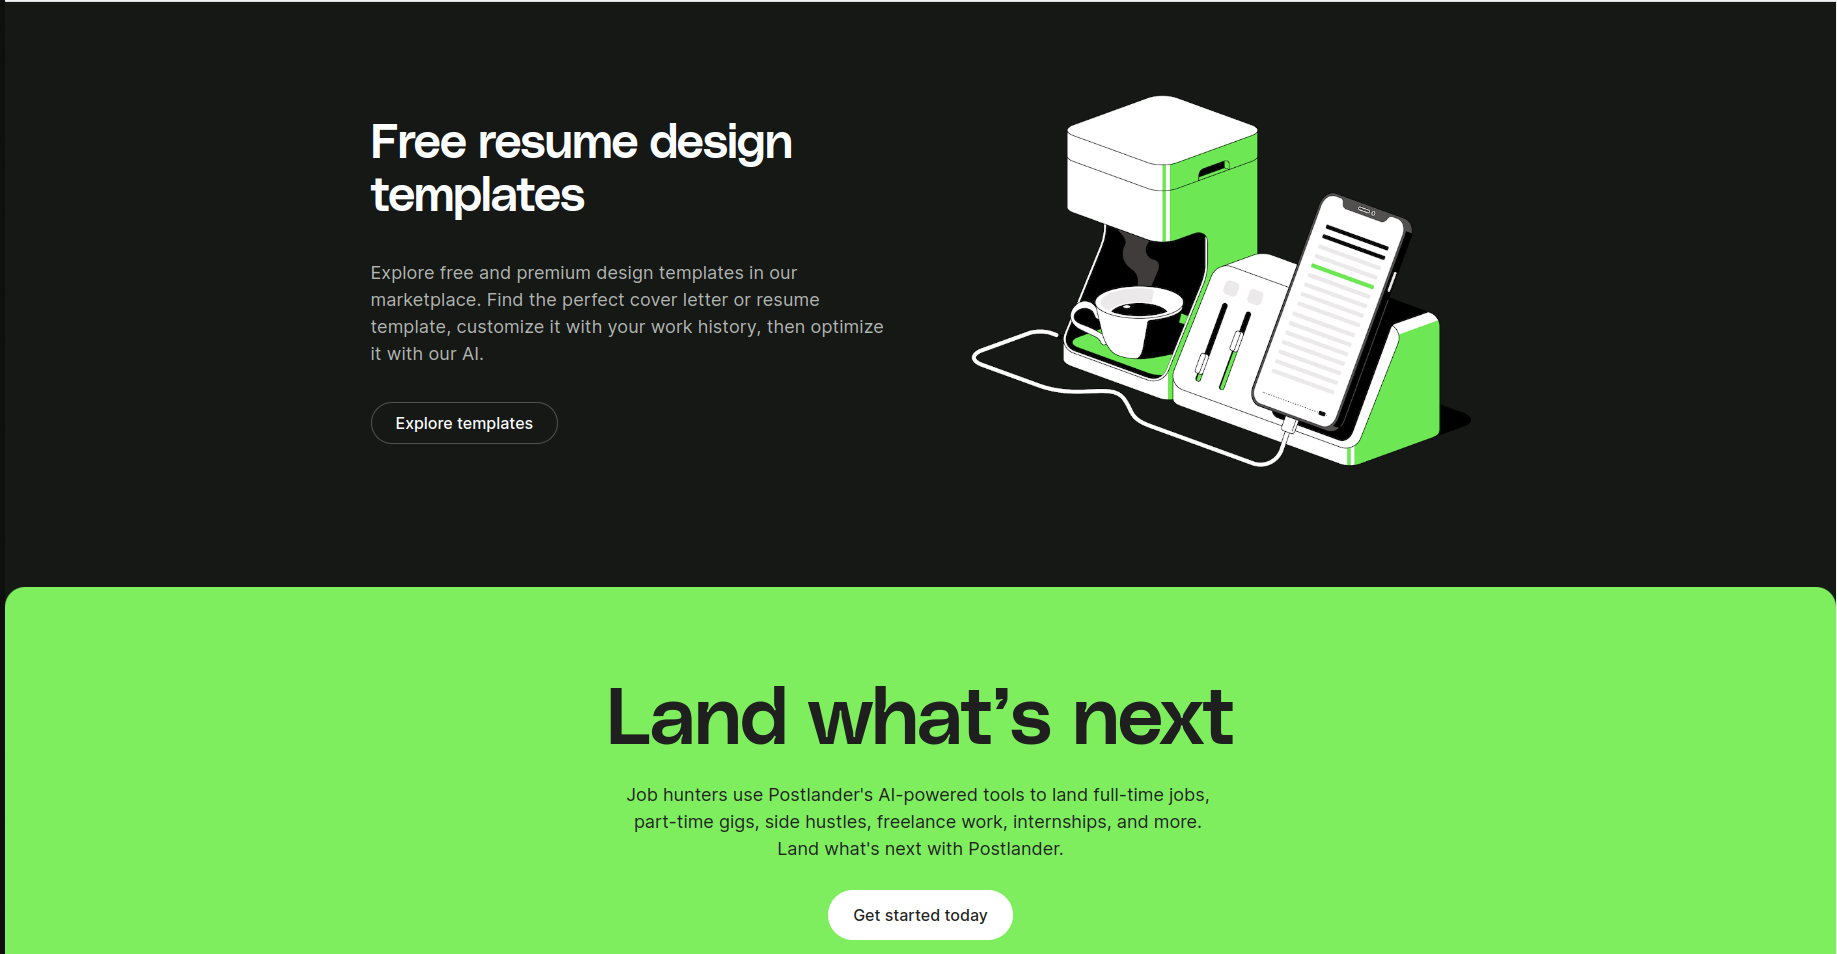 Free resume design
templates
Explore free and premium design templates in our
marketplace. Find the perfect cover letter or resume
template, customize it with your work history, then optimize
it with our AI.
Explore templates
Land what’s next
Job hunters use Postlander's AI-powered tools to land full-time jobs,
part-time gigs, side hustles, freelance work, internships, and more.
Land what's next with Postlander.
Get started today